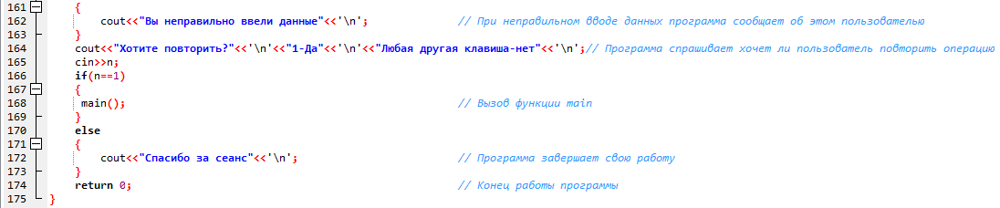 161 {
162 cout<<"Вы неправильно ввели данные"<<'\n'; // При неправильном вводе данных программа сообщает об этом пользователью
163 }
164 cout<<"Хотите повторить?"<<'\n'<<"1-Да"<<'\n'<<"Любая другая клавиша-нет"<<'\n';// Программа спрашивает хочет ли пользователь повторить операцию
165 cin>>n;
166 if(n==1)
167 {
168 main(); // Вызов функции main
169 }
170 else
171 {
172 cout<<"Спасибо за сеанс"<<'\n'; // Программа завершает свою работу
173 }
174 return 0; // Конец работы программы
175 }